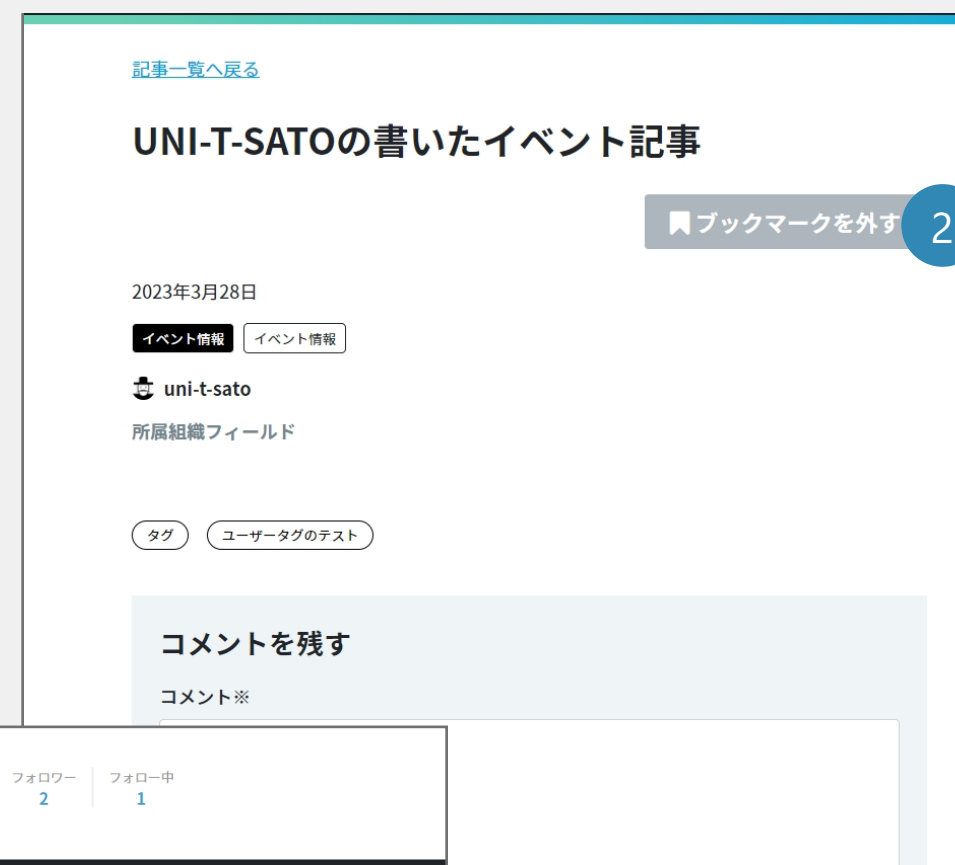 記事一覧へ戻る
UNI-T-SATOの書いたイベント記事
ブックマークを外す
2
2023年3月28日
イベント情報 イベント情報
uni-t-sato
所属組織フィールド
タグ ユーザータグのテスト
コメントを残す
コメント※
フォロワー フォロー中
2 1